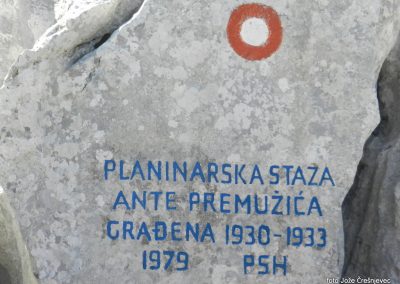 PLANINARSKA STAZA
ANTE PREMUŽIĆA
GRAĐENA 1930-1933
1979 PSH
foto Jože Črešnjevec